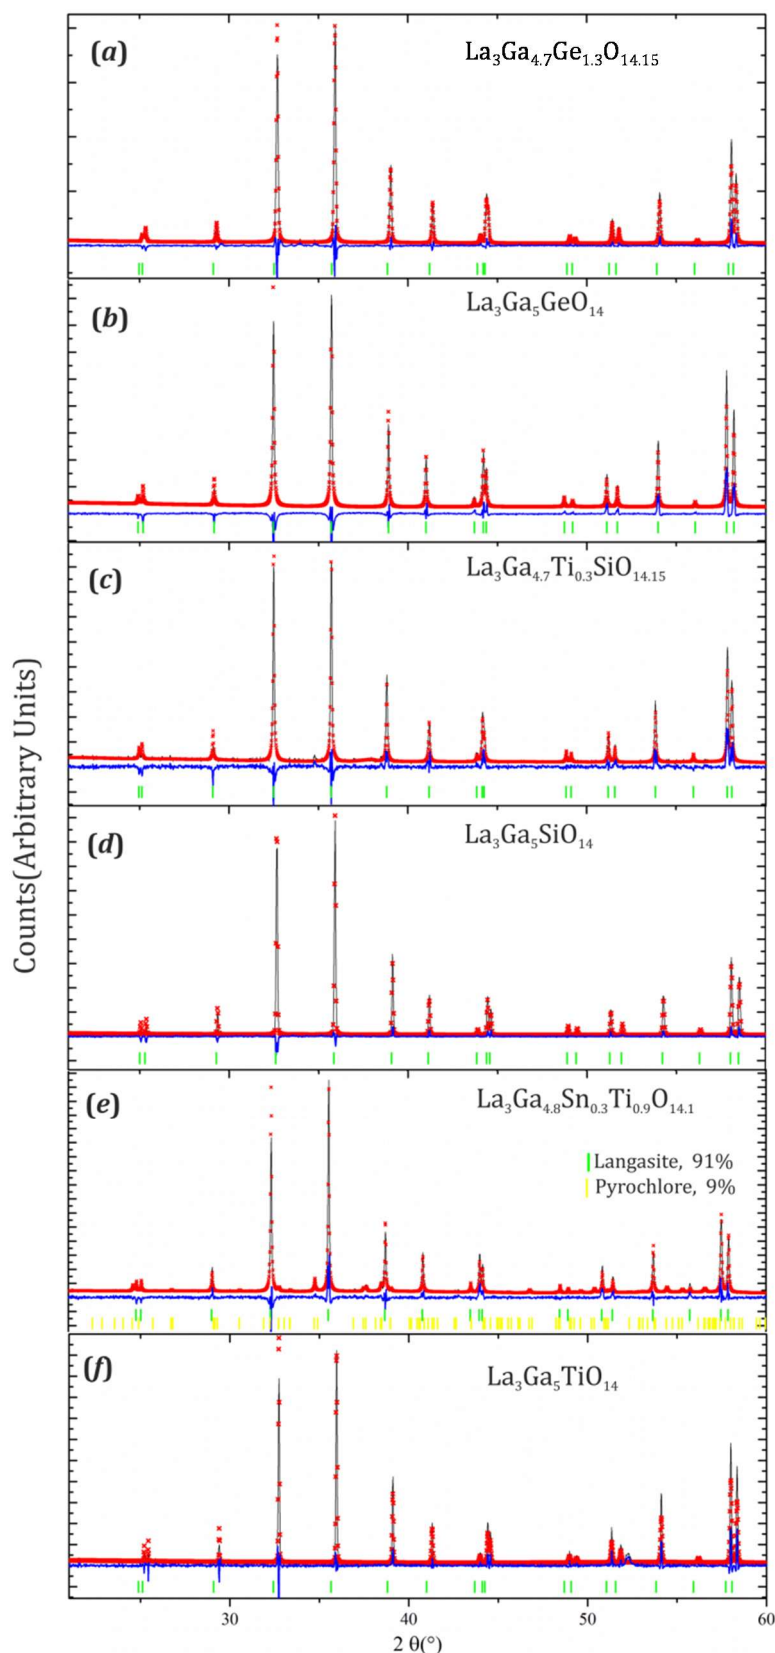 (a)
La₃Ga₄.₇Ge₁.₃O₁₄.₁₅
(b)
La₃Ga₅GeO₁₄
(c)
La₃Ga₄.₇Ti₀.₃SiO₁₄.₁₅
(d)
La₃Ga₅SiO₁₄
(e)
La₃Ga₄.₈Sn₀.₃Ti₀.₉O₁₄.₁
Langasite, 91%
Pyrochlore, 9%
(f)
La₃Ga₅TiO₁₄
Counts(Arbitrary Units)
30 40 50 60
2 θ(°)